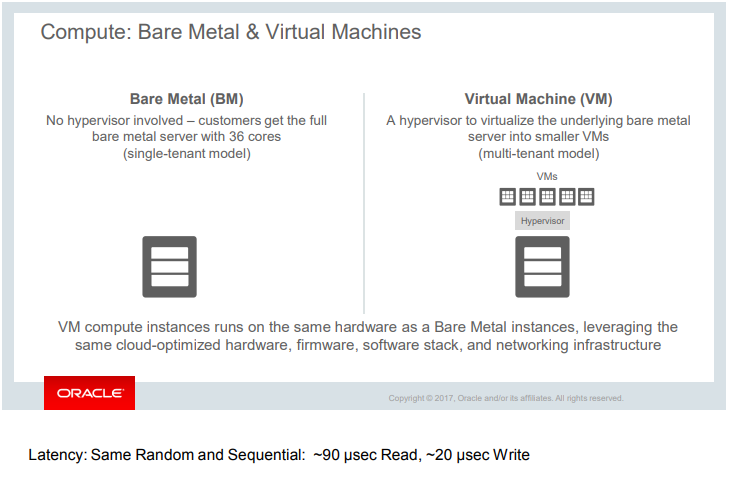 Compute: Bare Metal & Virtual Machines
Bare Metal (BM)
No hypervisor involved – customers get the full
bare metal server with 36 cores
(single-tenant model)
Virtual Machine (VM)
A hypervisor to virtualize the underlying bare metal
server into smaller VMs
(multi-tenant model)
VMs
Hypervisor
VM compute instances runs on the same hardware as a Bare Metal instances, leveraging the
same cloud-optimized hardware, firmware, software stack, and networking infrastructure
ORACLE
Copyright © 2017, Oracle and/or its affiliates. All rights reserved.
Latency: Same Random and Sequential: ~90 μsec Read, ~20 μsec Write